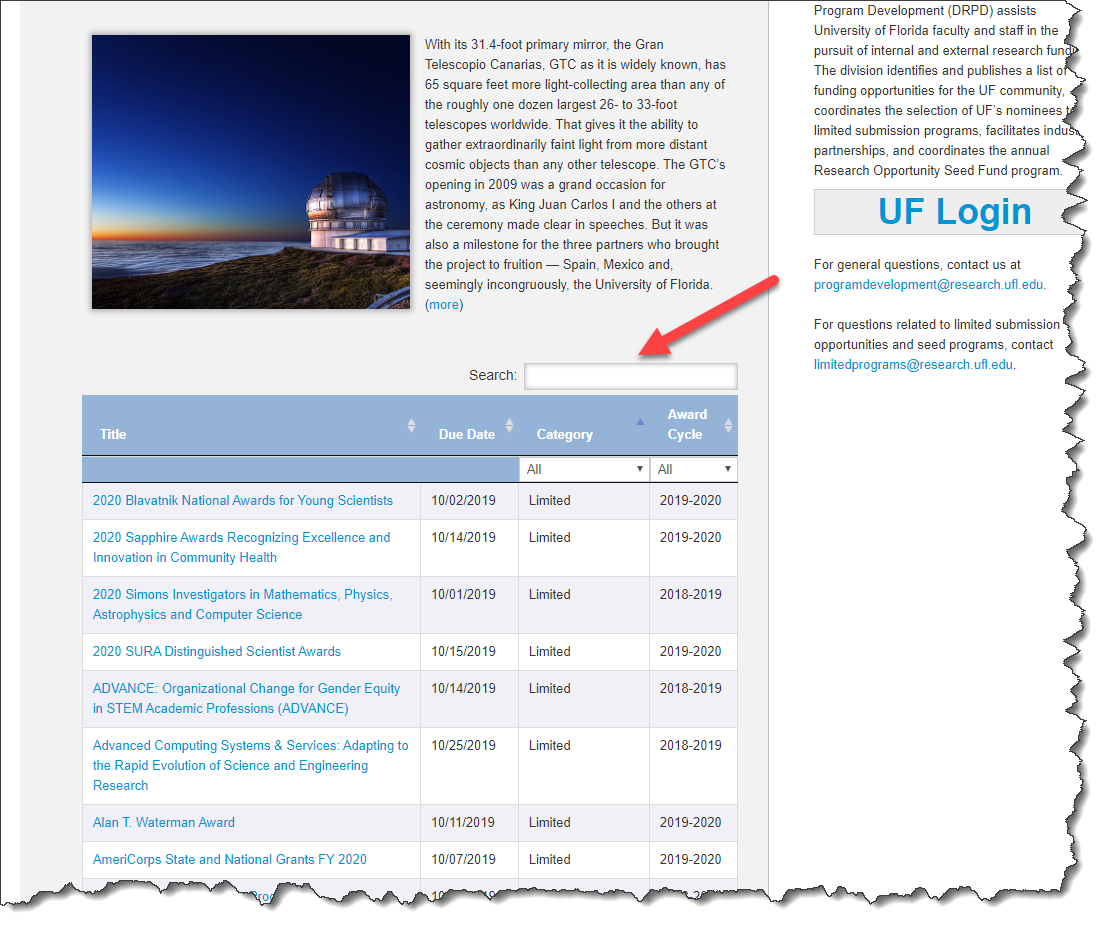 With its 31.4-foot primary mirror, the Gran
Telescopio Canarias, GTC as it is widely known, has
65 square feet more light-collecting area than any of
the roughly one dozen largest 26- to 33-foot
telescopes worldwide. That gives it the ability to
gather extraordinarily faint light from more distant
cosmic objects than any other telescope. The GTC's
opening in 2009 was a grand occasion for
astronomy, as King Juan Carlos I and the others at
the ceremony made clear in speeches. But it was
also a milestone for the three partners who brought
the project to fruition — Spain, Mexico and,
seemingly incongruously, the University of Florida.
(more)
Search:
Title Due Date Category Award
Cycle
All All
2020 Blavatnik National Awards for Young Scientists 10/02/2019 Limited 2019-2020
2020 Sapphire Awards Recognizing Excellence and 10/14/2019 Limited 2019-2020
Innovation in Community Health
2020 Simons Investigators in Mathematics, Physics, 10/01/2019 Limited 2018-2019
Astrophysics and Computer Science
2020 SURA Distinguished Scientist Awards 10/15/2019 Limited 2019-2020
ADVANCE: Organizational Change for Gender Equity 10/14/2019 Limited 2018-2019
in STEM Academic Professions (ADVANCE)
Advanced Computing Systems & Services: Adapting to 10/25/2019 Limited 2018-2019
the Rapid Evolution of Science and Engineering
Research
Alan T. Waterman Award 10/11/2019 Limited 2019-2020
AmeriCorps State and National Grants FY 2020 10/07/2019 Limited 2019-2020
Program Development (DRPD) assists
University of Florida faculty and staff in the
pursuit of internal and external research
The division identifies and publishes a list of
funding opportunities for the UF community,
coordinates the selection of UF's nominees
limited submission programs, facilitates
partnerships, and coordinates the annual
Research Opportunity Seed Fund program.
UF Login
For general questions, contact us at
programdevelopment@research.ufl.edu.
For questions related to limited submission
opportunities and seed programs, contact
limitedprograms@research.ufl.edu.